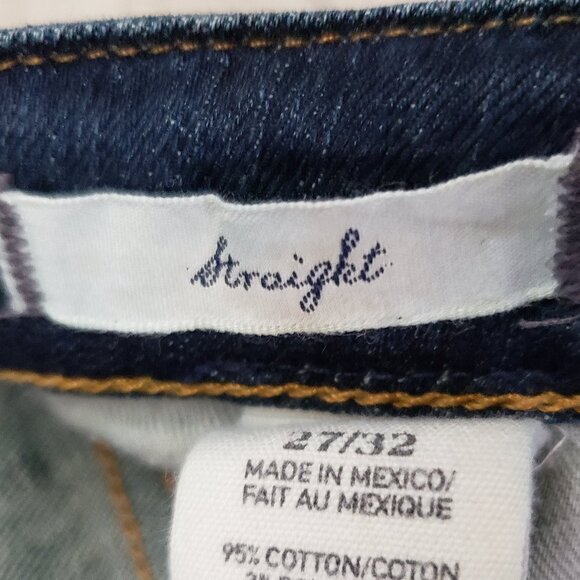 Straight
27/32
MADE IN MEXICO/
FAIT AU MEXIQUE
95% COTTON/COTON